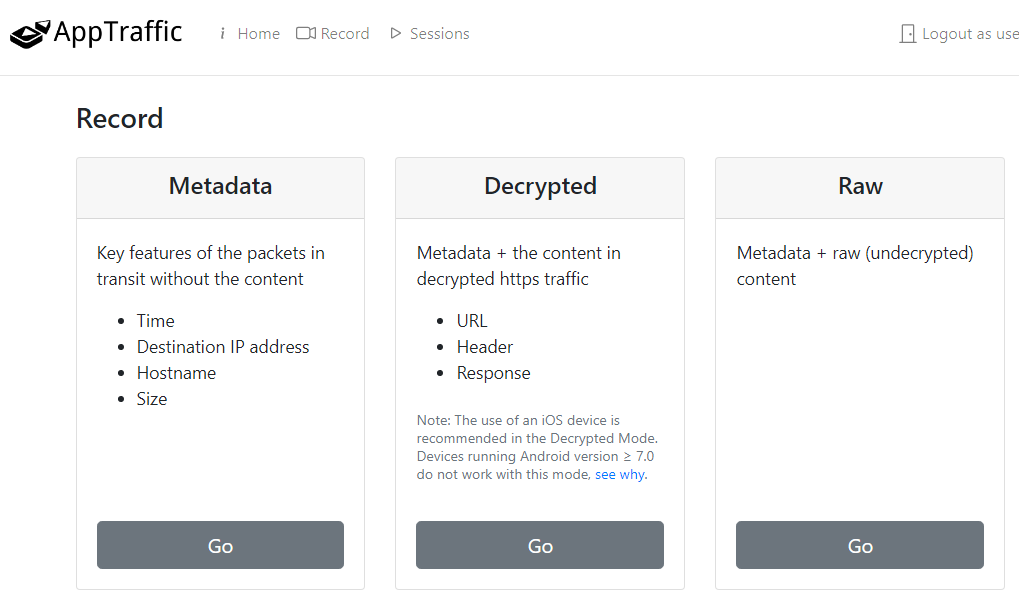 AppTraffic
i Home
Record
Sessions
Logout as use
Record
Metadata
Key features of the packets in
transit without the content
• Time
• Destination IP address
• Hostname
• Size
Go
Decrypted
Metadata + the content in
decrypted https traffic
• URL
• Header
• Response
Note: The use of an iOS device is
recommended in the Decrypted Mode.
Devices running Android version ≥ 7.0
do not work with this mode, see why.
Go
Raw
Metadata + raw (undecrypted)
content
Go